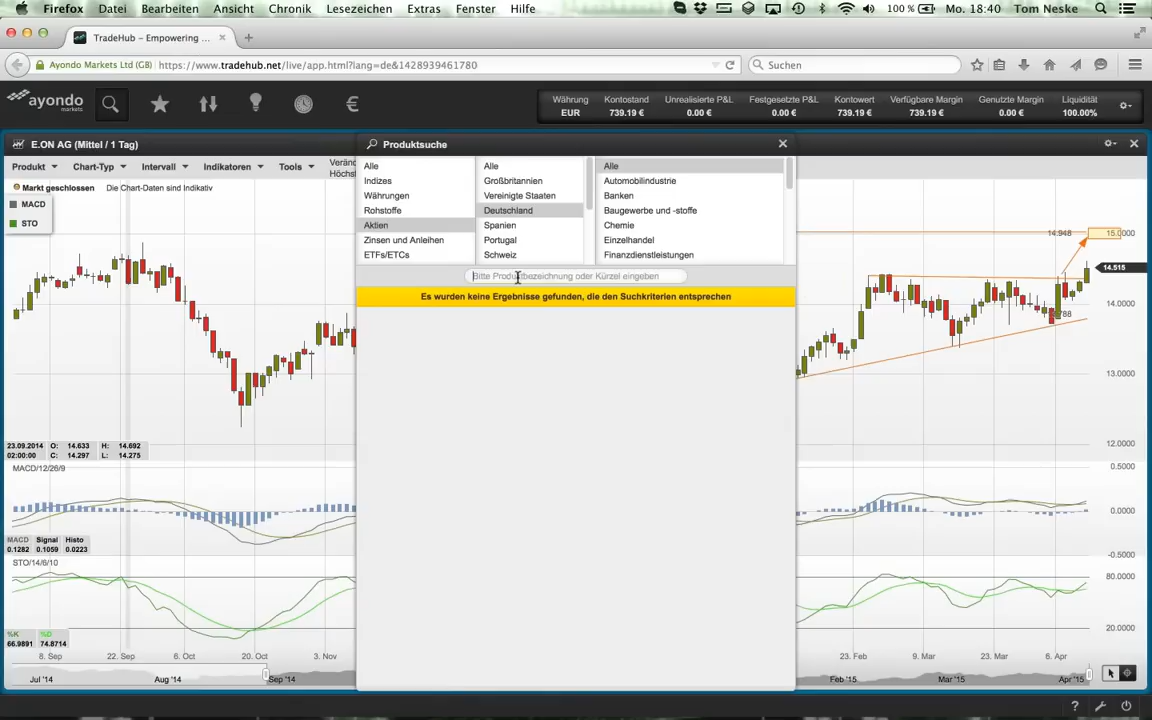 Firefox Datei Bearbeiten Ansicht Chronik Lesezeichen Extras Fenster Hilfe 100 % Mo. 18:40 Tom Neske
TradeHub – Empowering ...
Ayondo Markets Ltd (GB) https://www.tradehub.net/live/app.html?lang=de&1428939461780 Suchen
ayondo
markets
€
Währung Kontostand Unrealisierte P&L Festgesetzte P&L Kontowert Verfügbare Margin Genutzte Margin Liquidität
EUR 739.19 € 0.00 € 0.00 € 739.19 € 739.19 € 0.00 € 100.00%
E.ON AG (Mittel / 1 Tag)
Produktsuche
Produkt Chart-Typ Intervall Indikatoren Tools
Veränd
Höchs
Markt geschlossen Die Chart-Daten sind Indikativ
MACD
STO
Alle
Indizes
Währungen
Rohstoffe
Aktien
Zinsen und Anleihen
ETFs/ETCs
Alle
Großbritannien
Vereinigte Staaten
Deutschland
Spanien
Portugal
Schweiz
Alle
Automobilindustrie
Banken
Baugewerbe und -stoffe
Chemie
Einzelhandel
Finanzdienstleistungen
Bitte Produktbezeichnung oder Kürzel eingeben
Es wurden keine Ergebnisse gefunden, die den Suchkriterien entsprechen
14.948
15.0000
14.515
14.0000
13.0000
12.0000
23.09.2014 O: 14.633 H: 14.692
02:00:00 C: 14.297 L: 14.275
MACD/12/26/9
0.5000
0.0000
-0.5000
MACD Signal Histo
0.1282 0.1059 0.0223
STO/14/6/10
80.0000
20.0000
%K %D
66.9891 74.8714
8. Sep 22. Sep 6. Oct 20. Oct 3. Nov 23. Feb 9. Mar 23. Mar 6. Apr
Jul '14 Aug '14 Sep '14 Feb '15 Mar '15 Apr '15
?